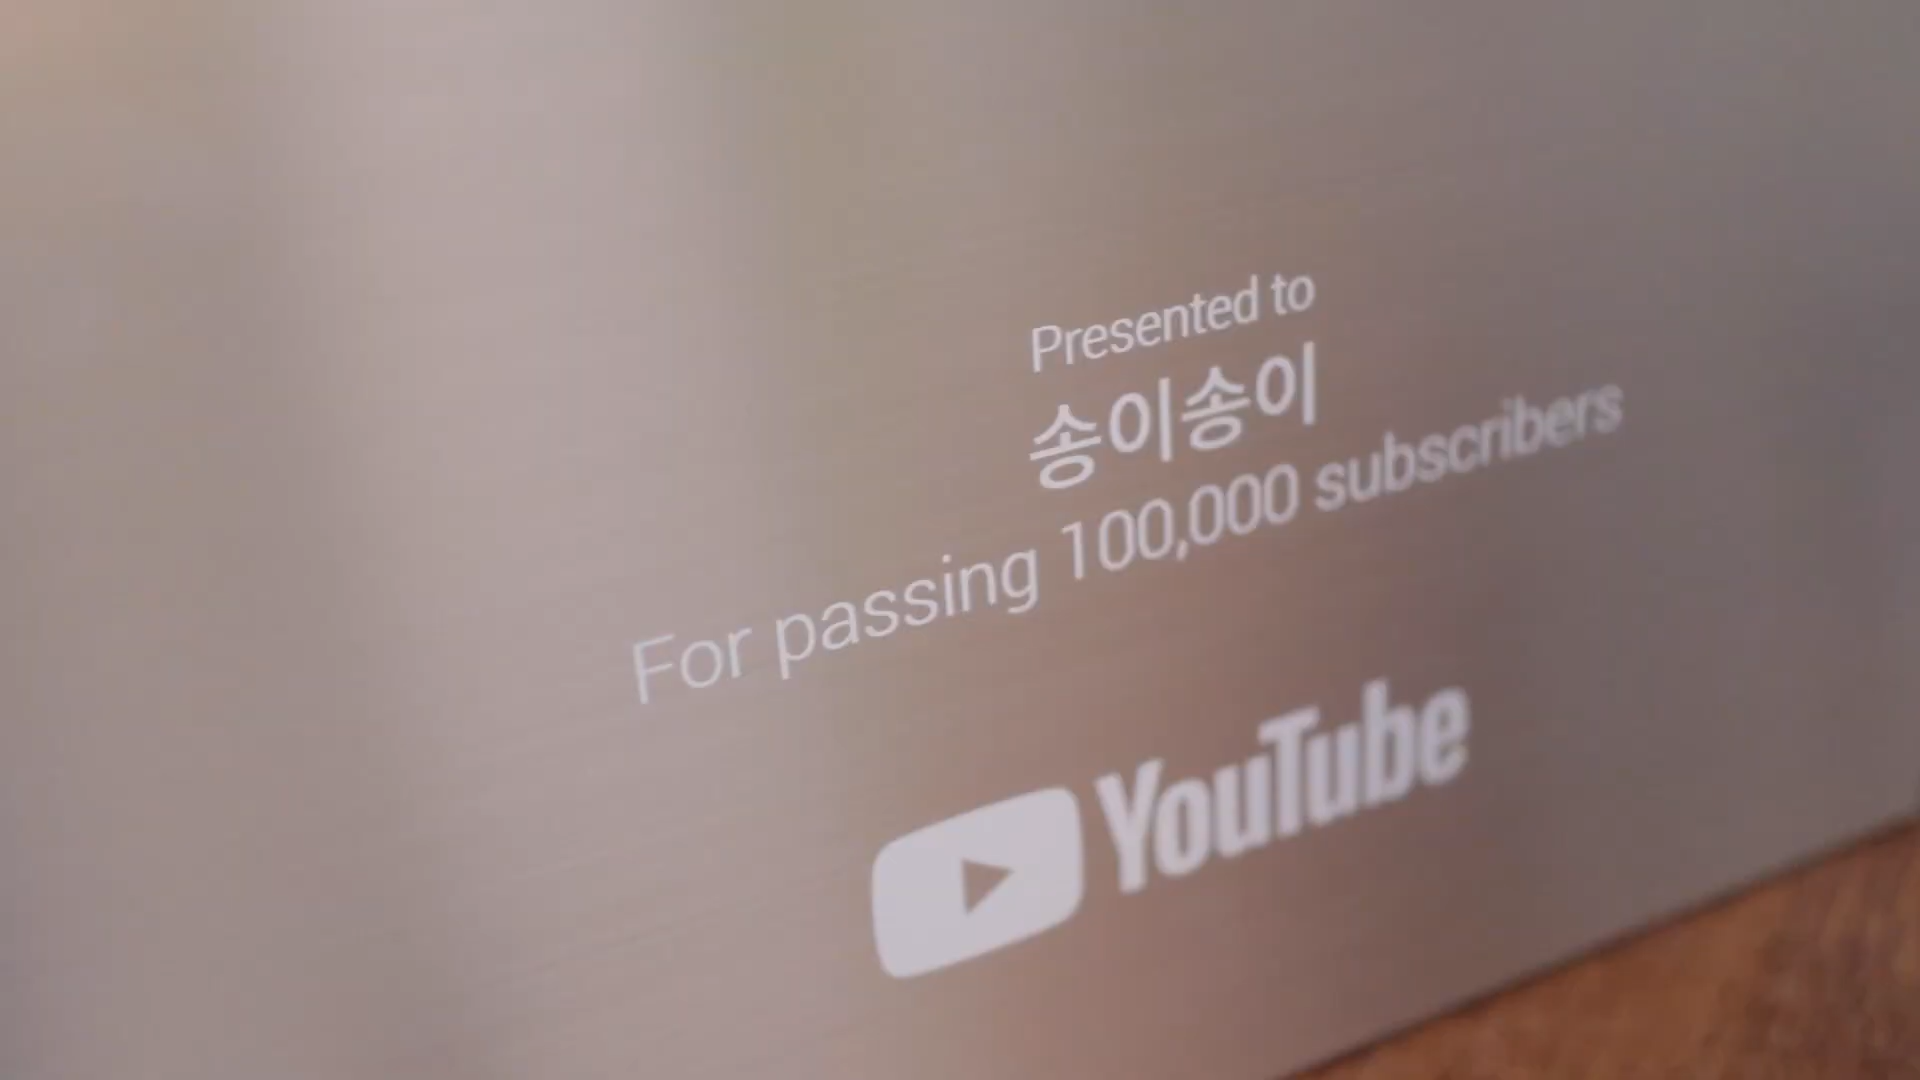 Presented to
송이송이
For passing 100,000 subscribers
YouTube